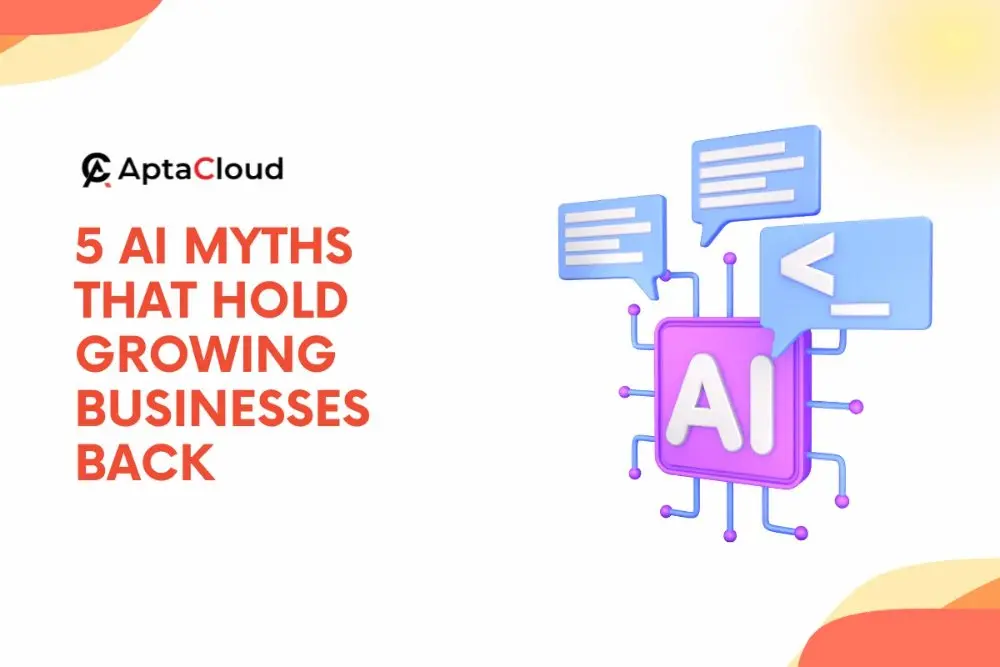 AptaCloud
5 AI MYTHS
THAT HOLD
GROWING
BUSINESSES
BACK
< _
AI